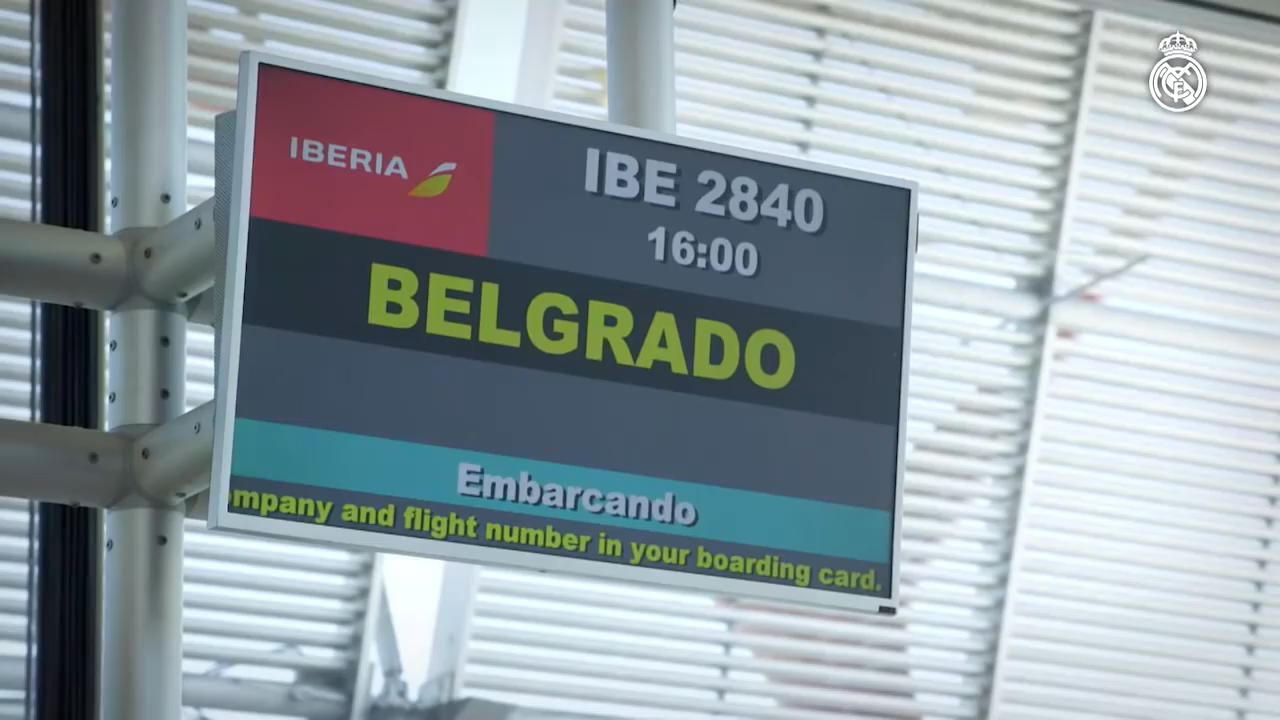 IBERIA
IBE 2840
16:00
BELGRADO
Embarcando
mpany and flight number in your boarding card.